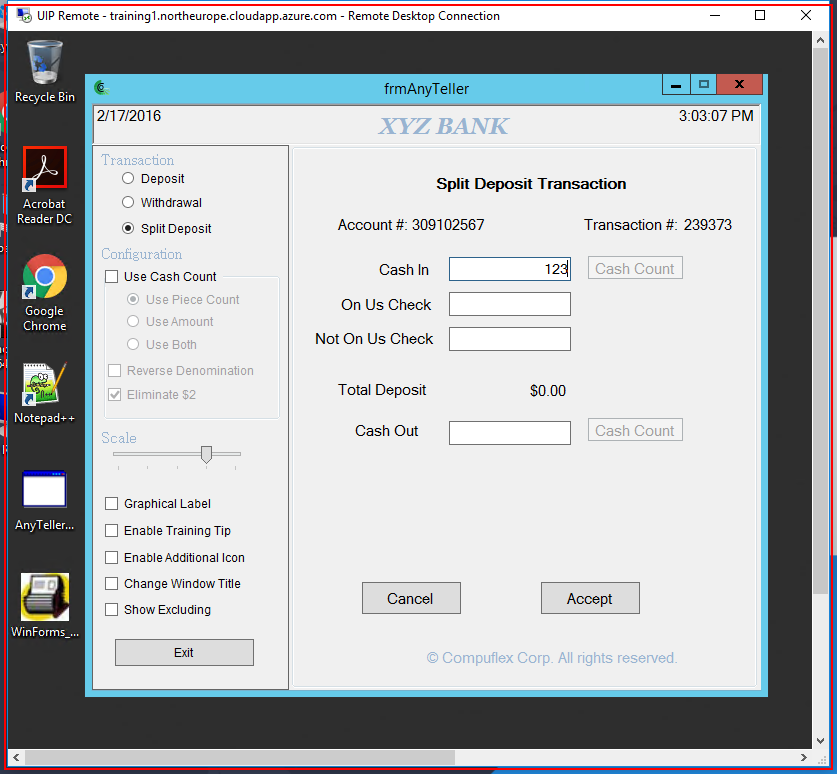 UIP Remote - training1.northeurope.cloudapp.azure.com - Remote Desktop Connection
Recycle Bin
Acrobat
Reader DC
Google
Chrome
Notepad++
AnyTeller...
WinForms_...
frmAnyTeller
2/17/2016
XYZ BANK
3:03:07 PM
Transaction
Deposit
Withdrawal
Split Deposit
Configuration
Use Cash Count
Use Piece Count
Use Amount
Use Both
Reverse Denomination
Eliminate $2
Scale
Graphical Label
Enable Training Tip
Enable Additional Icon
Change Window Title
Show Excluding
Exit
Split Deposit Transaction
Account #: 309102567 Transaction #: 239373
Cash In 123 Cash Count
On Us Check
Not On Us Check
Total Deposit $0.00
Cash Out Cash Count
Cancel Accept
© Compuflex Corp. All rights reserved.